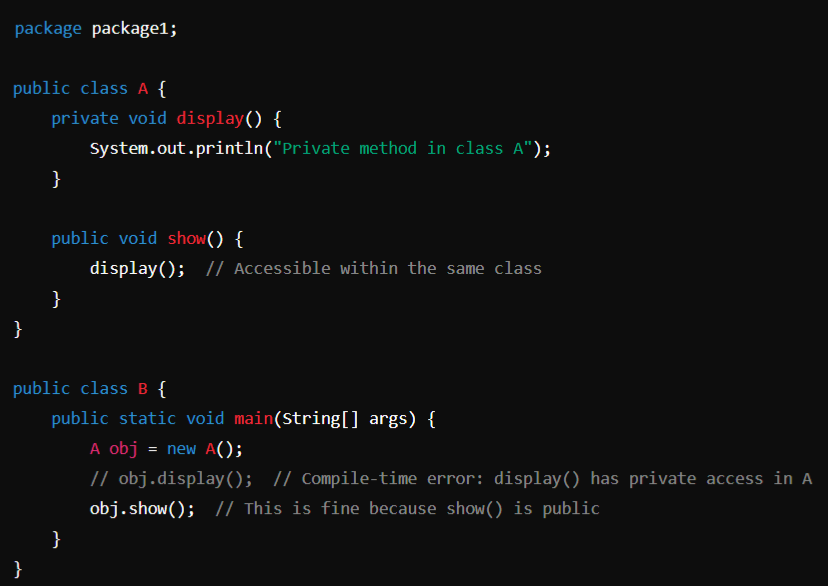 package package1;

public class A {
    private void display() {
        System.out.println("Private method in class A");
    }

    public void show() {
        display();  // Accessible within the same class
    }
}

public class B {
    public static void main(String[] args) {
        A obj = new A();
        // obj.display();  // Compile-time error: display() has private access in A
        obj.show();  // This is fine because show() is public
    }
}